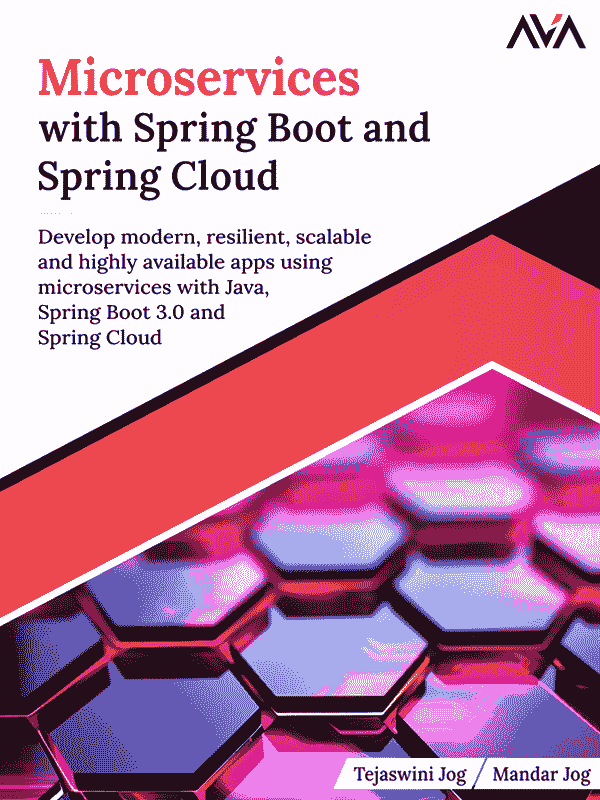 AVA
Microservices
with Spring Boot and
Spring Cloud
Develop modern, resilient, scalable
and highly available apps using
microservices with Java,
Spring Boot 3.0 and
Spring Cloud
Tejaswini Jog / Mandar Jog